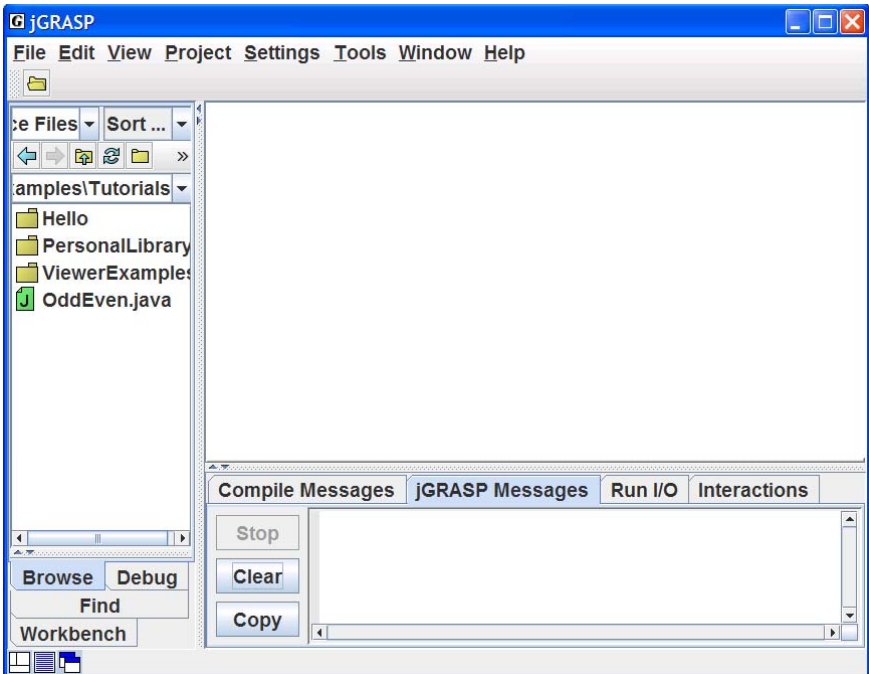 G jGRASP
File Edit View Project Settings Tools Window Help
ce Files Sort ...
»
amples\Tutorials
Hello
PersonalLibrary
ViewerExamples
J OddEven.java
Browse Debug
Find
Workbench
Compile Messages jGRASP Messages Run I/O Interactions
Stop
Clear
Copy